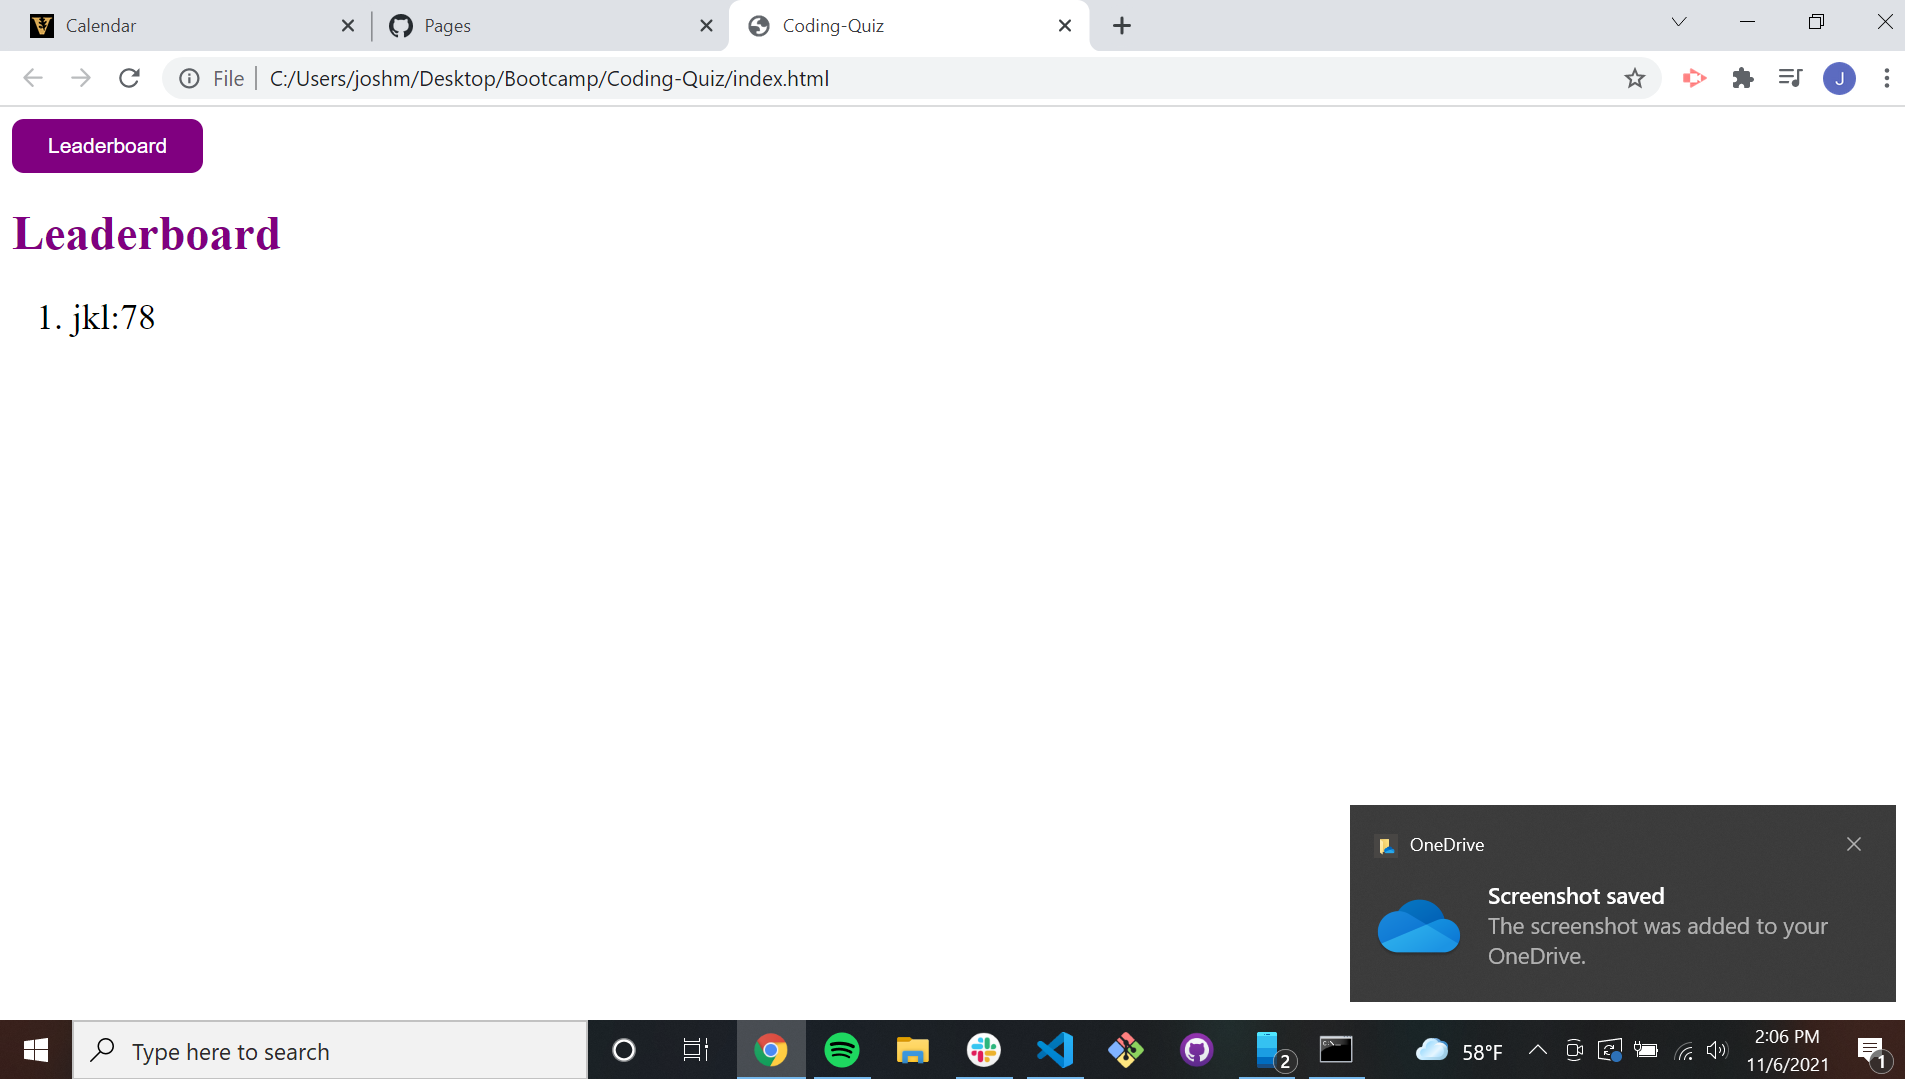 Calendar
Pages
Coding-Quiz
File
C:/Users/joshm/Desktop/Bootcamp/Coding-Quiz/index.html
J
Leaderboard
Leaderboard
1. jkl:78
OneDrive
Screenshot saved
The screenshot was added to your
OneDrive.
Type here to search
2
58°F
2:06 PM
11/6/2021
1